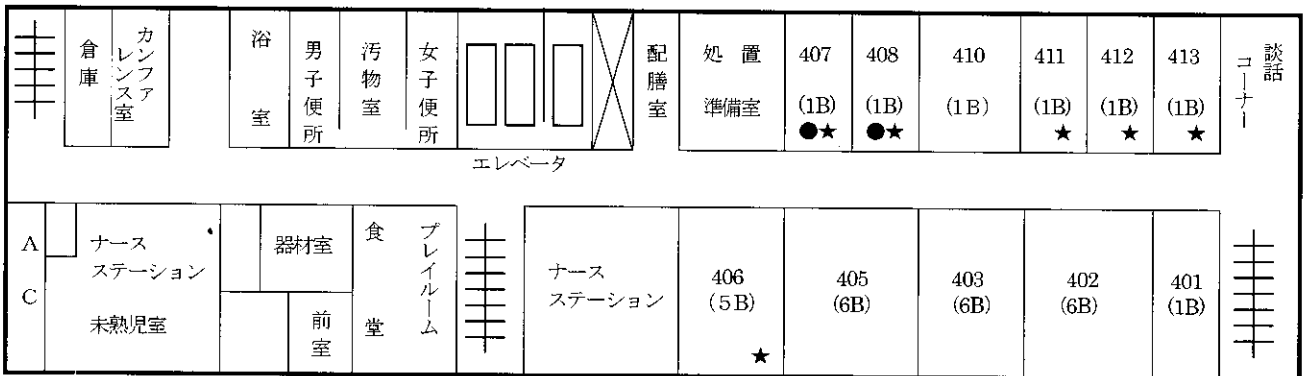 倉庫
カンファレンス室
浴室
男子便所
汚物室
女子便所
エレベータ
配膳室
処置
準備室
407
(1B)
●★
408
(1B)
●★
410
(1B)
411
(1B)
★
412
(1B)
★
413
(1B)
★
談話
コーナー
AC
ナース
ステーション
未熟児室
器材室
前室
食堂
プレイルーム
ナース
ステーション
406
(5B)
★
405
(6B)
403
(6B)
402
(6B)
401
(1B)